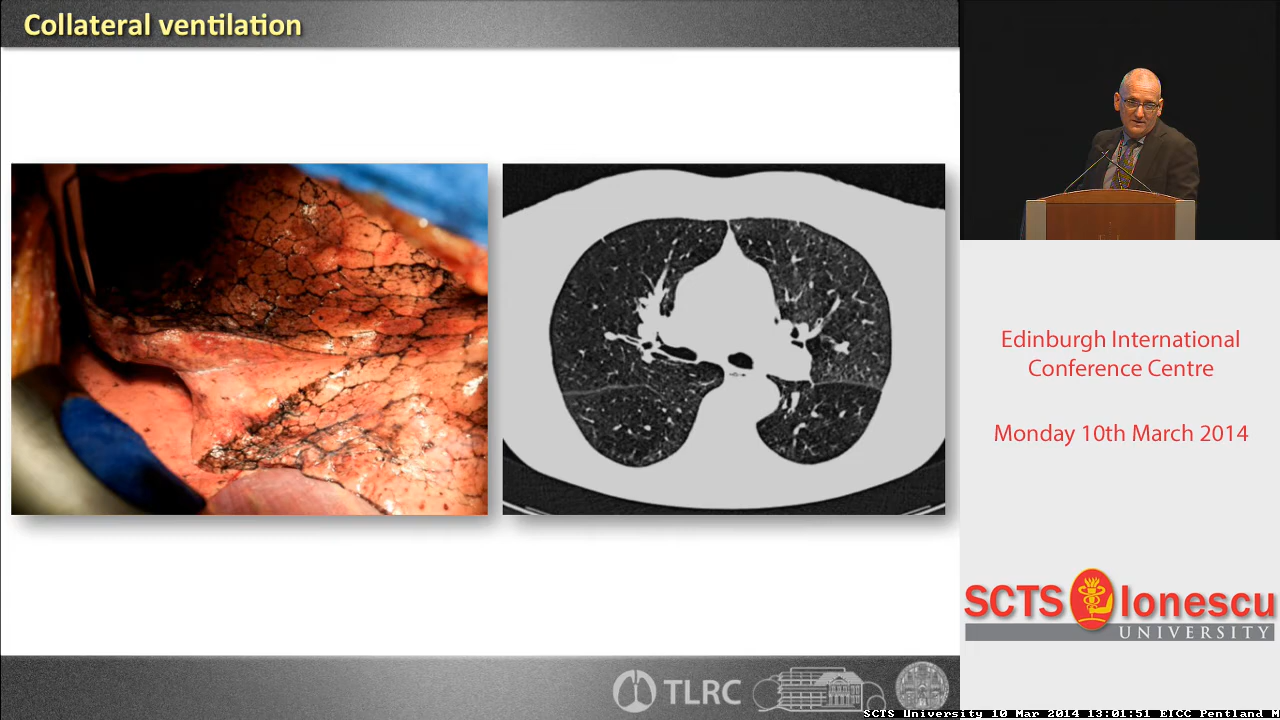 Collateral ventilation
Edinburgh International
Conference Centre
Monday 10th March 2014
SCTS Ionescu
UNIVERSITY
TLRC
SCTS University 10 Mar 2014 13:01:51 EICC Pentland